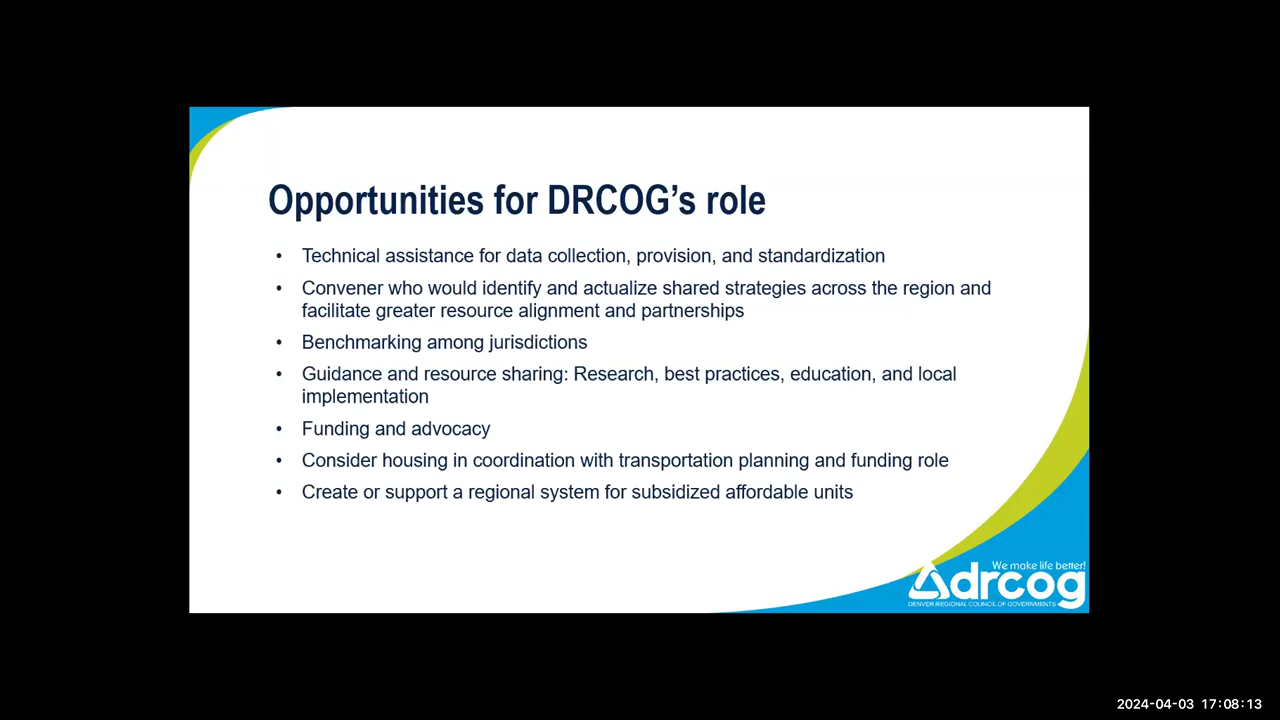 Opportunities for DRCOG's role
• Technical assistance for data collection, provision, and standardization
• Convener who would identify and actualize shared strategies across the region and
facilitate greater resource alignment and partnerships
• Benchmarking among jurisdictions
• Guidance and resource sharing: Research, best practices, education, and local
implementation
• Funding and advocacy
• Consider housing in coordination with transportation planning and funding role
• Create or support a regional system for subsidized affordable units
We make life better!
drcog
DENVER REGIONAL COUNCIL OF GOVERNMENTS
2024-04-03 17:08:13